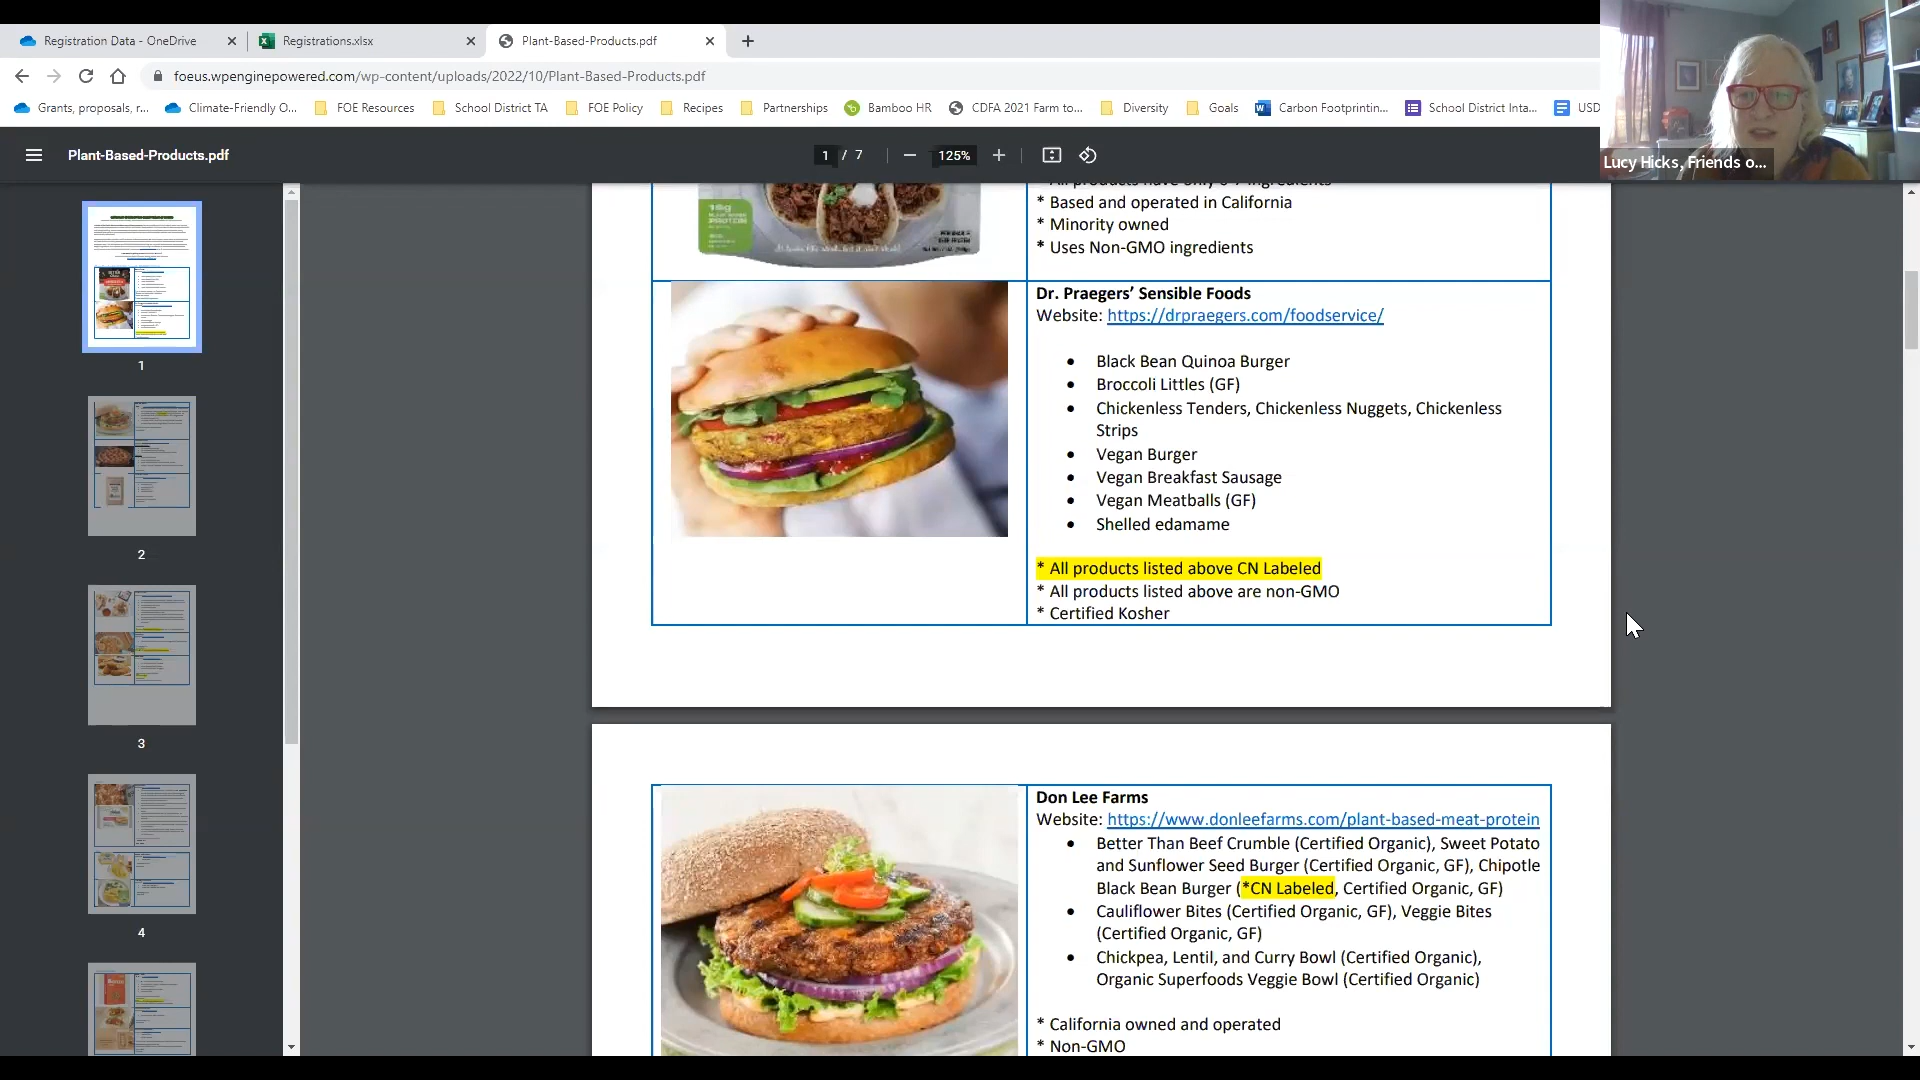 Registration Data - OneDrive
Registrations.xlsx
Plant-Based-Products.pdf
foeus.wpenginepowered.com/wp-content/uploads/2022/10/Plant-Based-Products.pdf
Grants, proposals, r...
Climate-Friendly O...
FOE Resources
School District TA
FOE Policy
Recipes
Partnerships
Bamboo HR
CDFA 2021 Farm to...
Diversity
Goals
Carbon Footprintin...
School District Inta...
USD
Lucy Hicks, Friends o...
Plant-Based-Products.pdf
1 / 7
125%
1
2
3
4
* Based and operated in California
* Minority owned
* Uses Non-GMO ingredients
Dr. Praegers’ Sensible Foods
Website: https://drpraegers.com/foodservice/
• Black Bean Quinoa Burger
• Broccoli Littles (GF)
• Chickenless Tenders, Chickenless Nuggets, Chickenless
Strips
• Vegan Burger
• Vegan Breakfast Sausage
• Vegan Meatballs (GF)
• Shelled edamame
* All products listed above CN Labeled
* All products listed above are non-GMO
* Certified Kosher
Don Lee Farms
Website: https://www.donleefarms.com/plant-based-meat-protein
• Better Than Beef Crumble (Certified Organic), Sweet Potato
and Sunflower Seed Burger (Certified Organic, GF), Chipotle
Black Bean Burger (*CN Labeled, Certified Organic, GF)
• Cauliflower Bites (Certified Organic, GF), Veggie Bites
(Certified Organic, GF)
• Chickpea, Lentil, and Curry Bowl (Certified Organic),
Organic Superfoods Veggie Bowl (Certified Organic)
* California owned and operated
* Non-GMO